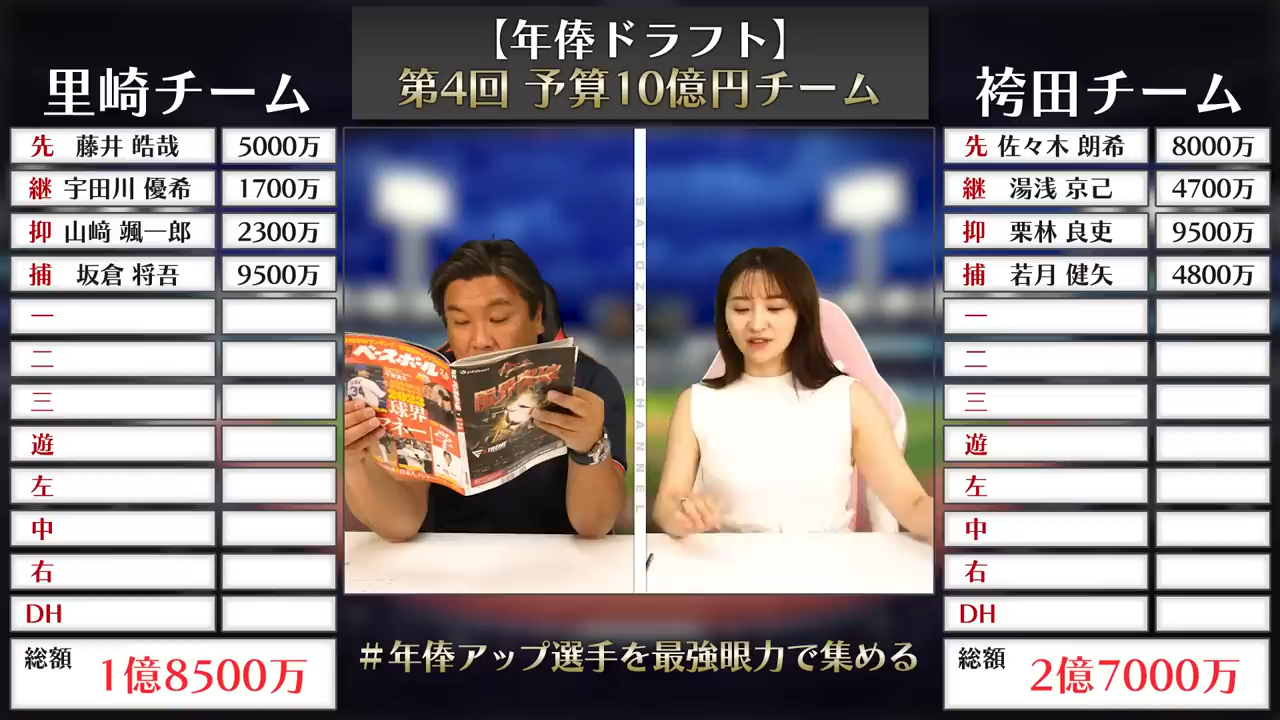 【年俸ドラフト】
第4回 予算10億円チーム
里崎チーム
先 藤井 皓哉 5000万
継 宇田川 優希 1700万
抑 山﨑 颯一郎 2300万
捕 坂倉 将吾 9500万
一
二
三
遊
左
中
右
DH
総額 1億8500万
袴田チーム
先 佐々木 朗希 8000万
継 湯浅 京己 4700万
抑 栗林 良吏 9500万
捕 若月 健矢 4800万
一
二
三
遊
左
中
右
DH
総額 2億7000万
SATOZAKI CHANNEL
ベースボール
2023
球界
マネー
#年俸アップ選手を最強眼力で集める